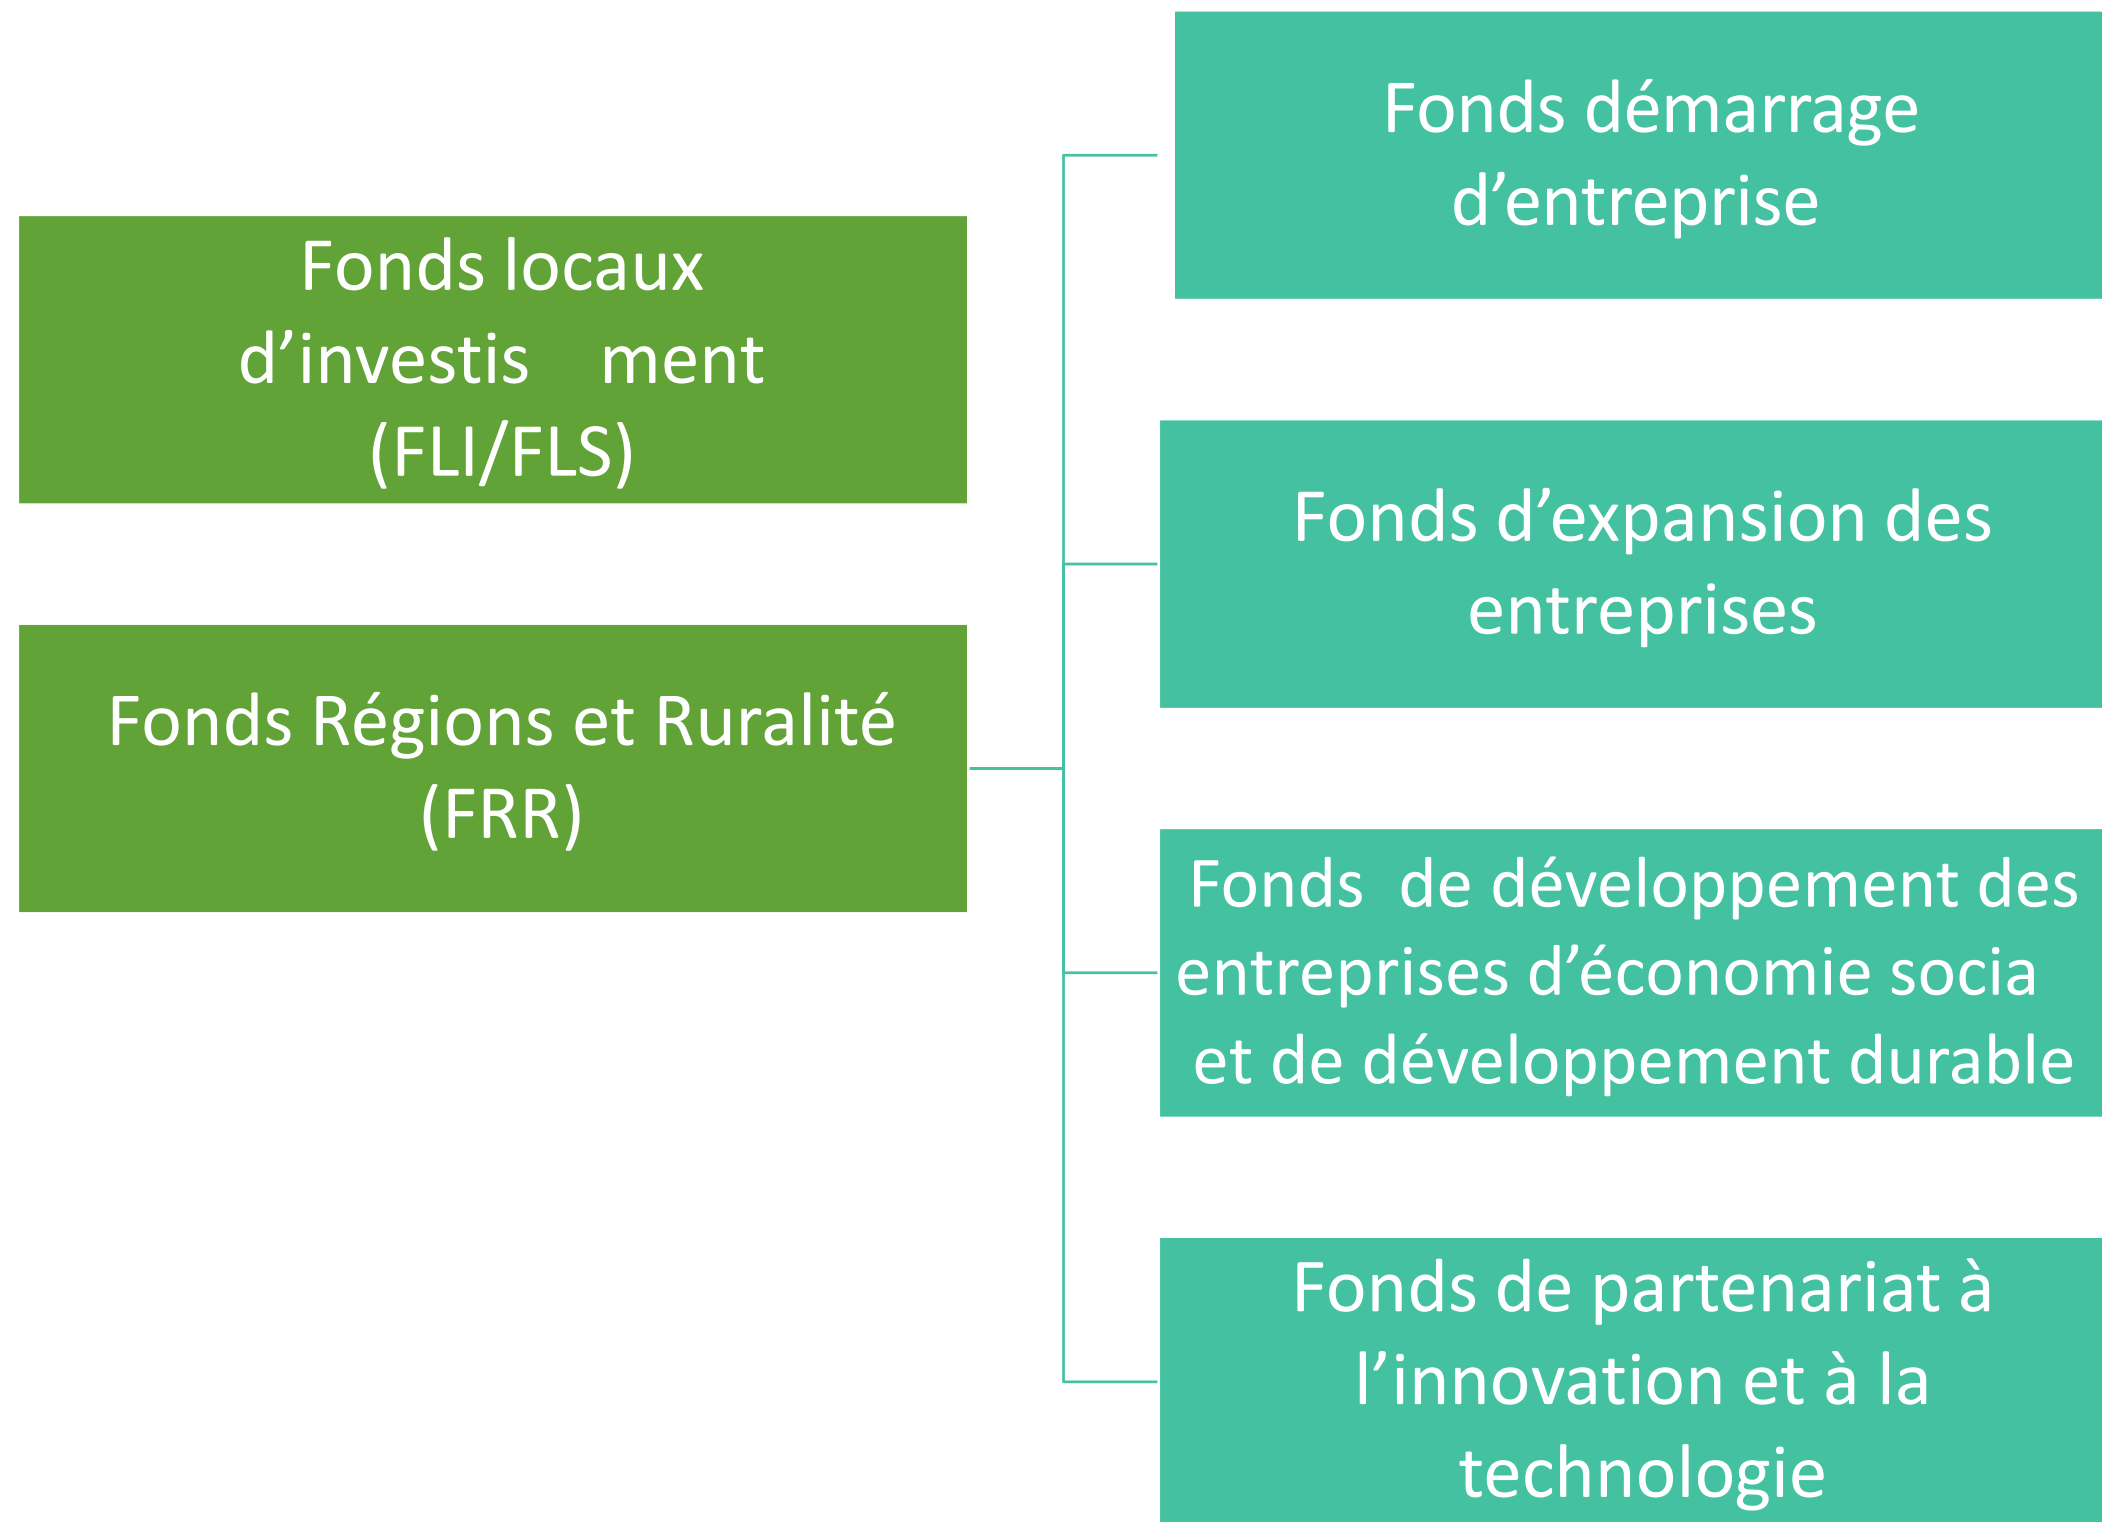 Fonds locaux
d’investis ment
(FLI/FLS)
Fonds Régions et Ruralité
(FRR)
Fonds démarrage
d’entreprise
Fonds d’expansion des
entreprises
Fonds de développement des
entreprises d’économie socia
et de développement durable
Fonds de partenariat à
l’innovation et à la
technologie